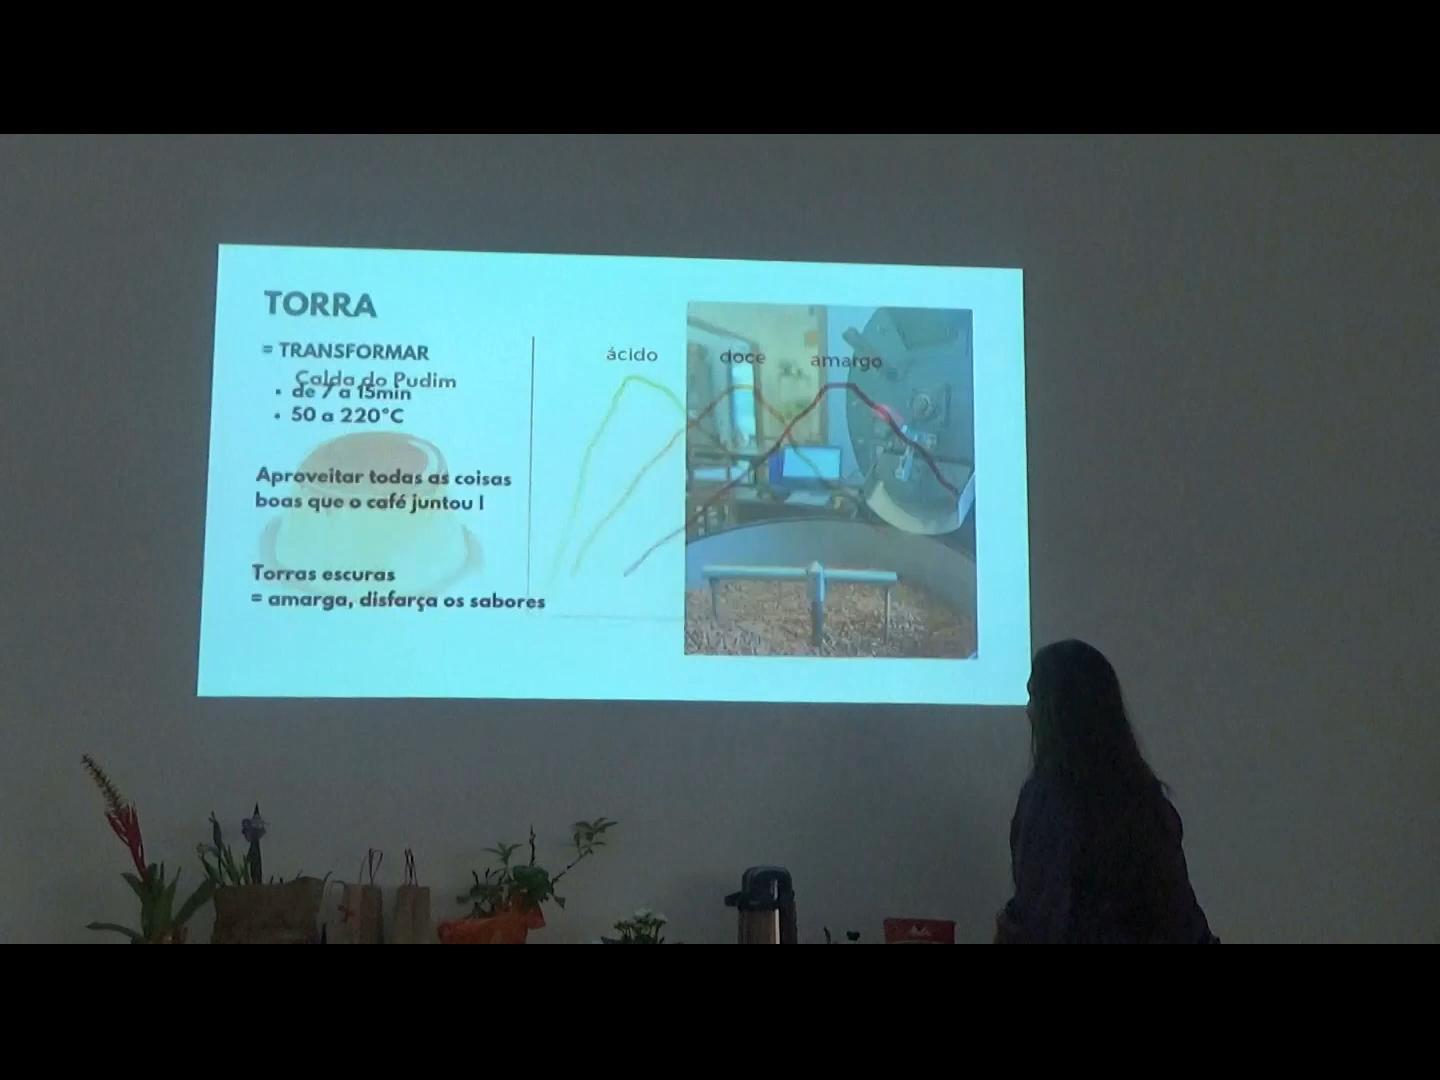 TORRA
= TRANSFORMAR
Calda do Pudim
• de 7 a 15min
• 50 a 220°C
Aproveitar todas as coisas
boas que o café juntou !
Torras escuras
= amarga, disfarça os sabores
ácido
doce
amargo